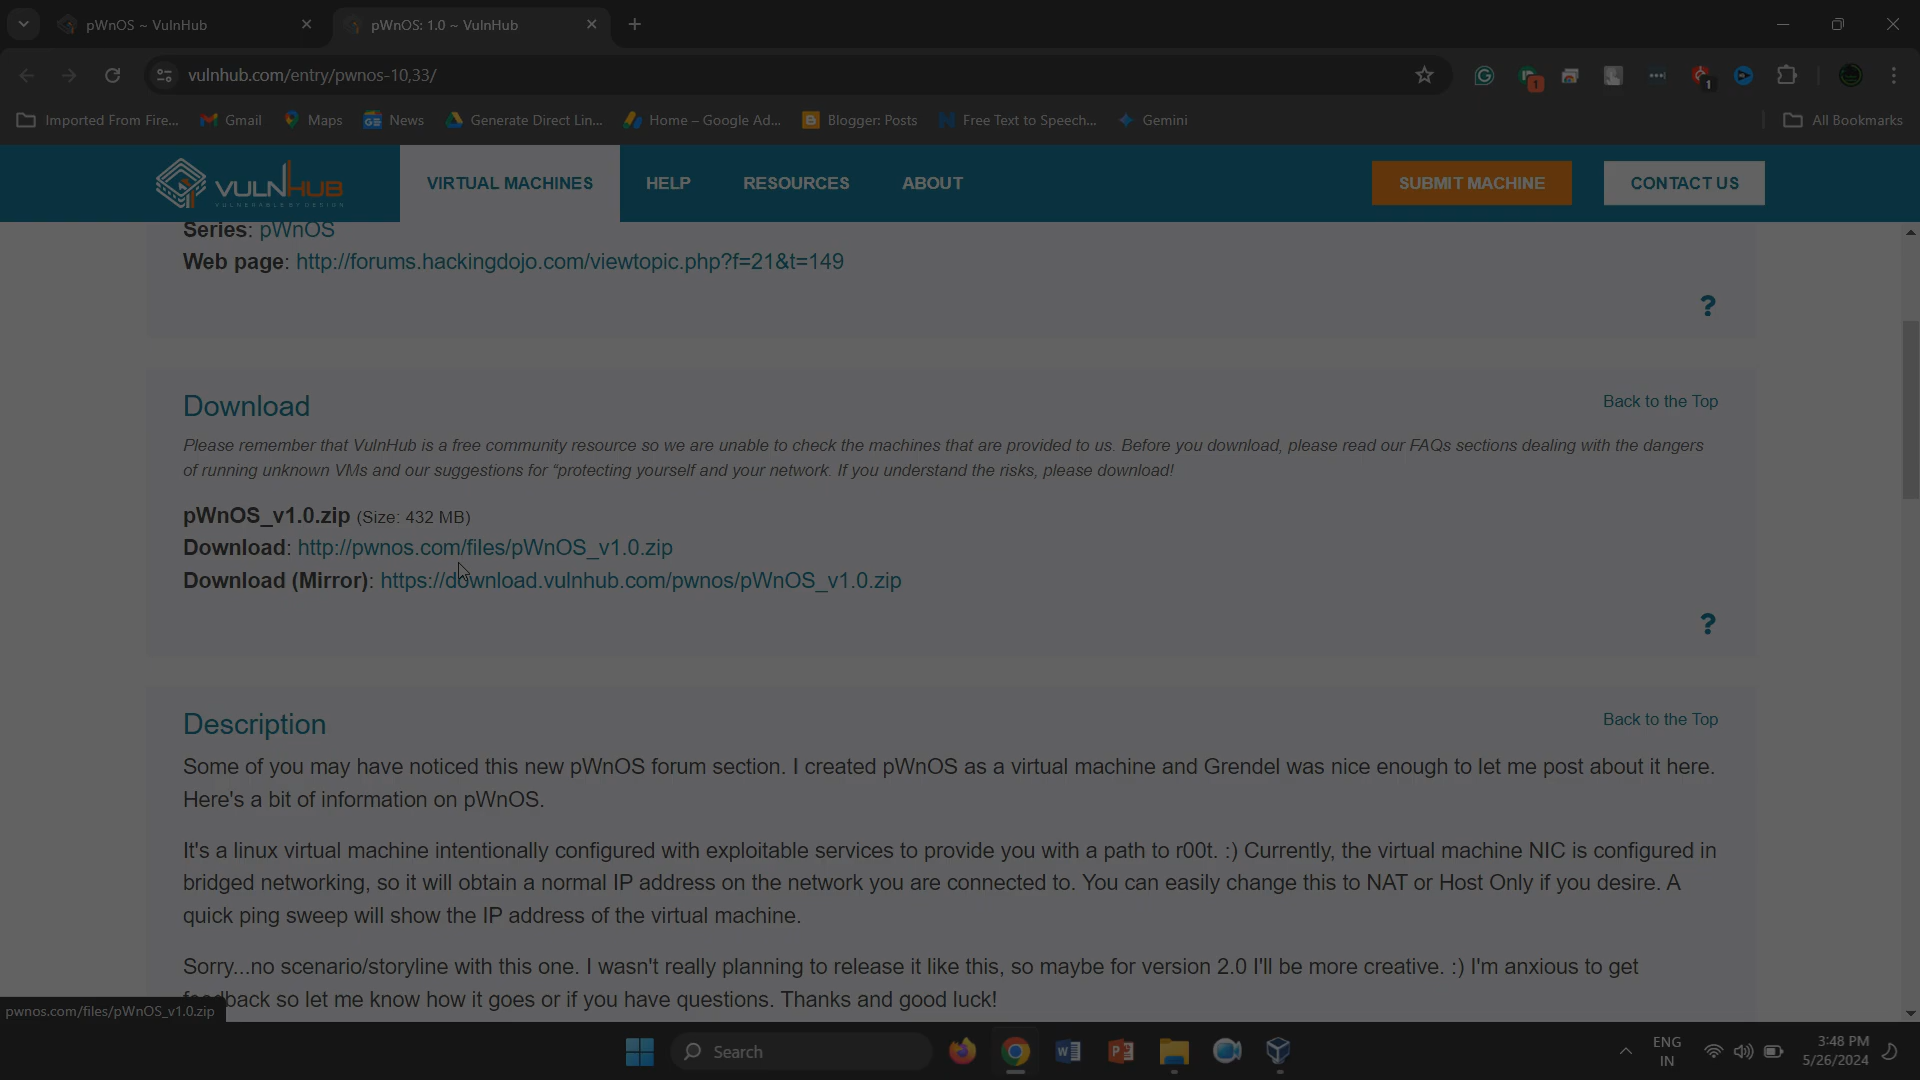 pWnOS ~ VulnHub
pWnOS: 1.0 ~ VulnHub
vulnhub.com/entry/pwnos-10,33/
1
1
Imported From Fire...
Gmail
Maps
News
Generate Direct Lin...
Home – Google Ad...
Blogger: Posts
Free Text to Speech...
Gemini
All Bookmarks
VULNHUB
VULNERABLE BY DESIGN
VIRTUAL MACHINES
HELP
RESOURCES
ABOUT
SUBMIT MACHINE
CONTACT US
Series: pWnOS
Web page: http://forums.hackingdojo.com/viewtopic.php?f=21&t=149
?
Download
Back to the Top
Please remember that VulnHub is a free community resource so we are unable to check the machines that are provided to us. Before you download, please read our FAQs sections dealing with the dangers
of running unknown VMs and our suggestions for “protecting yourself and your network. If you understand the risks, please download!
pWnOS_v1.0.zip (Size: 432 MB)
Download: http://pwnos.com/files/pWnOS_v1.0.zip
Download (Mirror): https://download.vulnhub.com/pwnos/pWnOS_v1.0.zip
?
Description
Back to the Top
Some of you may have noticed this new pWnOS forum section. I created pWnOS as a virtual machine and Grendel was nice enough to let me post about it here.
Here's a bit of information on pWnOS.
It's a linux virtual machine intentionally configured with exploitable services to provide you with a path to r00t. :) Currently, the virtual machine NIC is configured in
bridged networking, so it will obtain a normal IP address on the network you are connected to. You can easily change this to NAT or Host Only if you desire. A
quick ping sweep will show the IP address of the virtual machine.
Sorry...no scenario/storyline with this one. I wasn't really planning to release it like this, so maybe for version 2.0 I'll be more creative. :) I'm anxious to get
feedback so let me know how it goes or if you have questions. Thanks and good luck!
pwnos.com/files/pWnOS_v1.0.zip
Search
ENG
IN
3:48 PM
5/26/2024